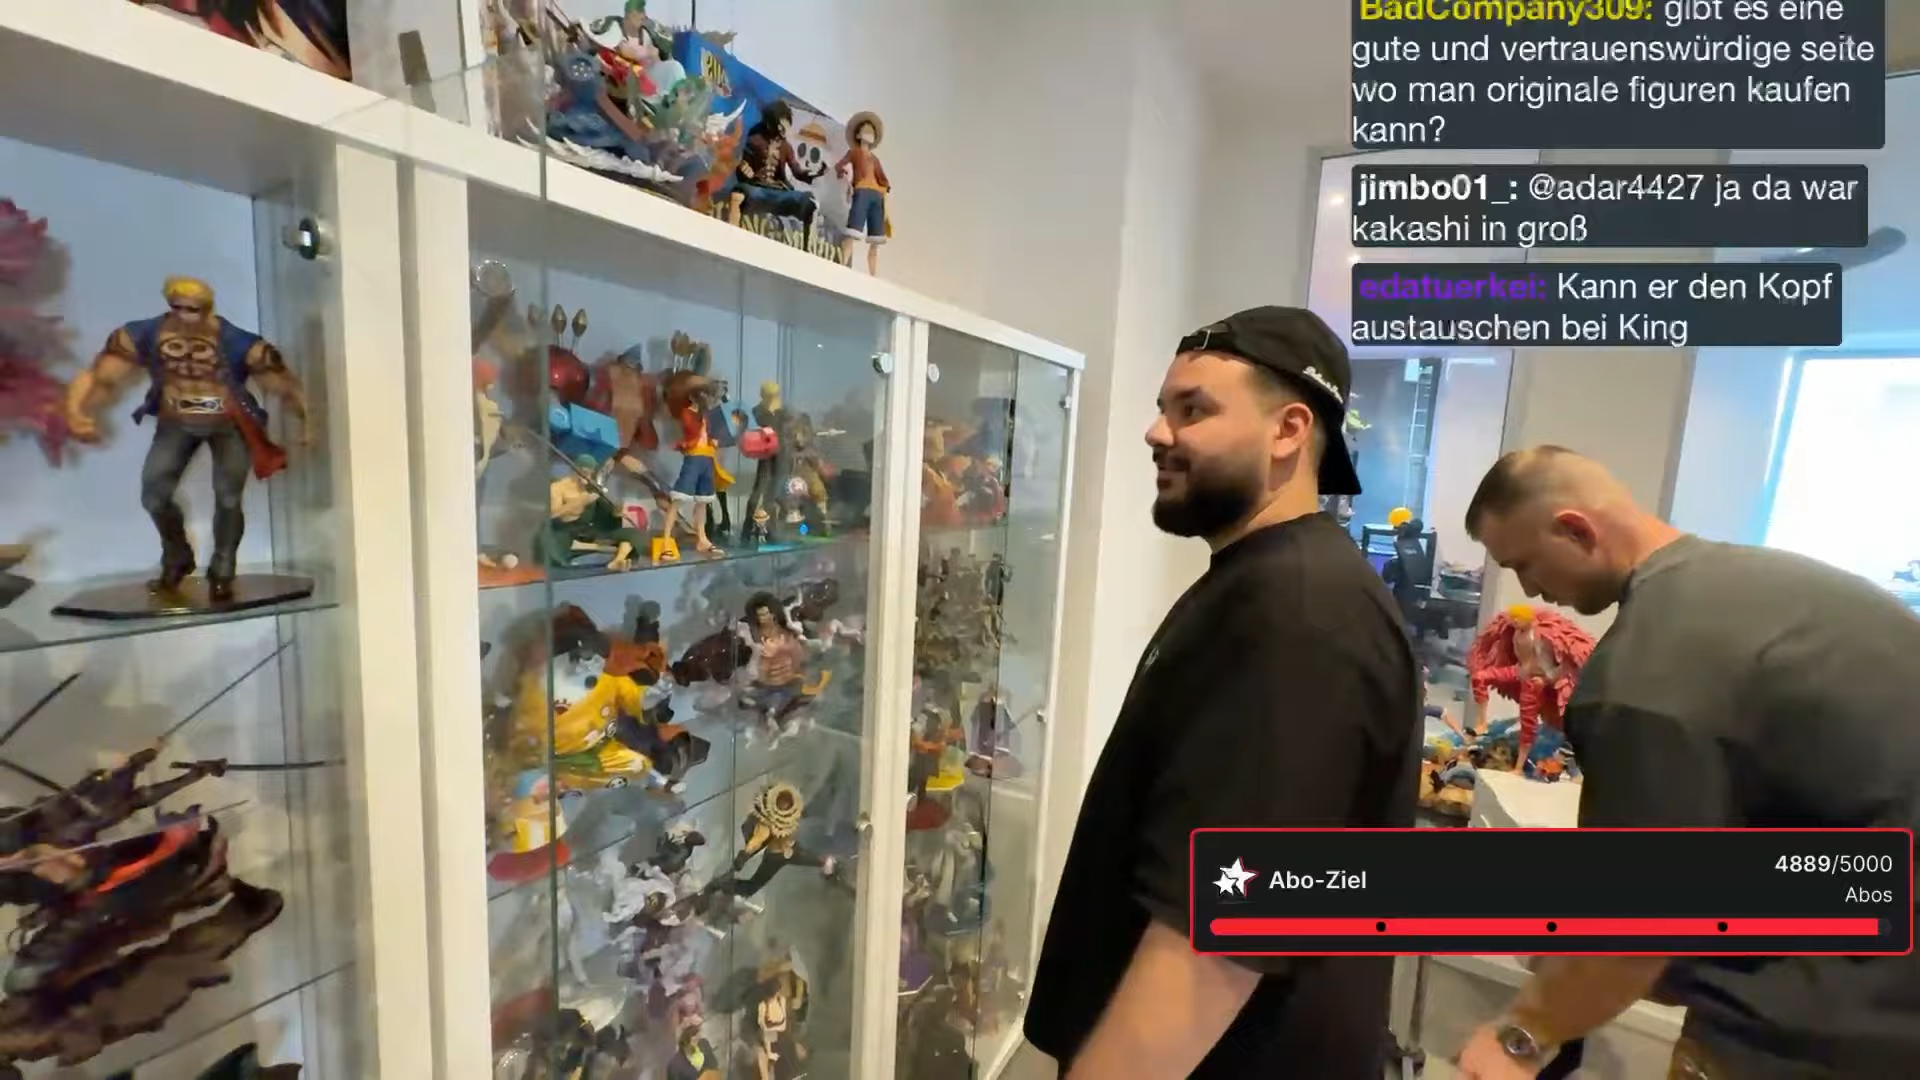 BadCompany309: gibt es eine
gute und vertrauenswürdige seite
wo man originale figuren kaufen
kann?
jimbo01_: @adar4427 ja da war
kakashi in groß
edatuerkei: Kann er den Kopf
austauschen bei King
Abo-Ziel
4889/5000
Abos